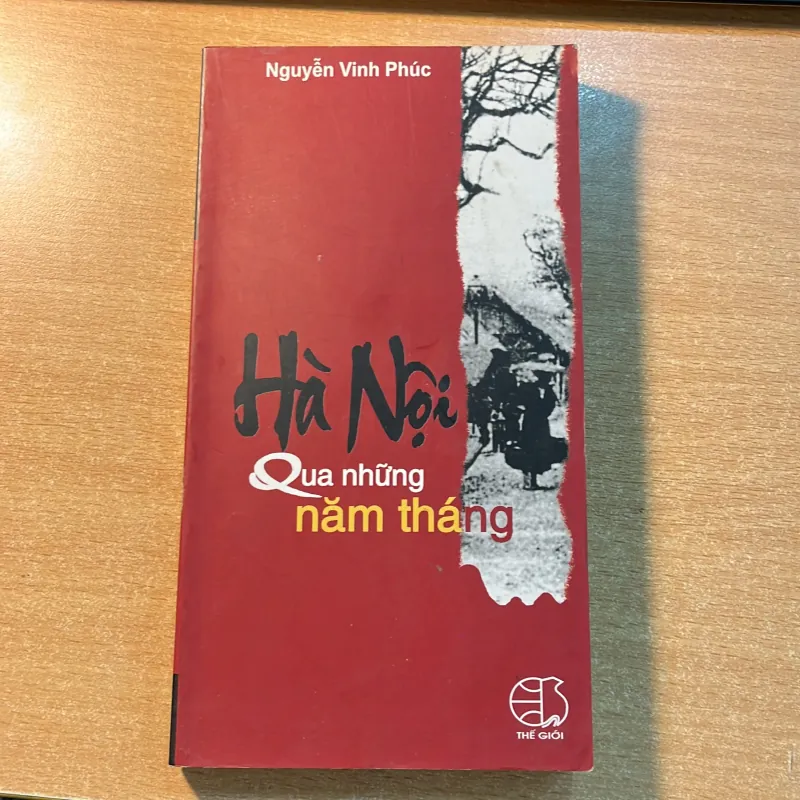 Nguyễn Vinh Phúc
Hà Nội
Qua những
năm tháng
THẾ GIỚI